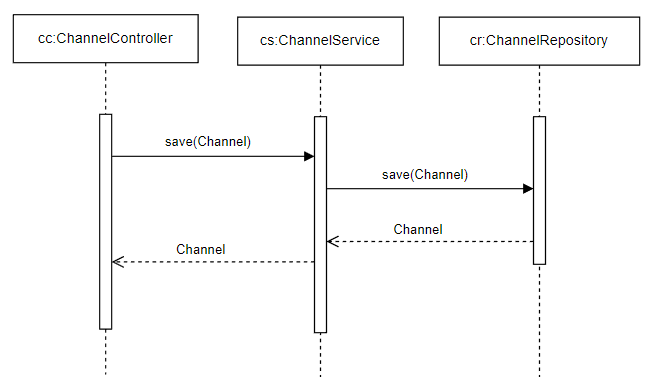 cc:ChannelController
cs:ChannelService
cr:ChannelRepository
save(Channel)
save(Channel)
Channel
Channel